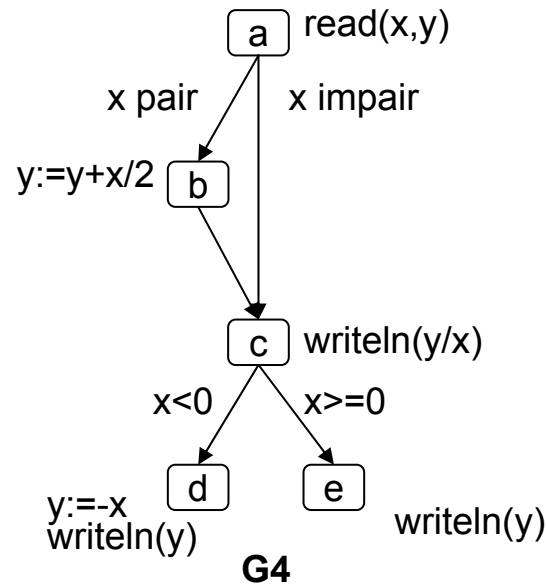 a read(x,y)
x pair x impair
y:=y+x/2 b
c writeln(y/x)
x<0 x>=0
d e
y:=-x
writeln(y) writeln(y)
G4